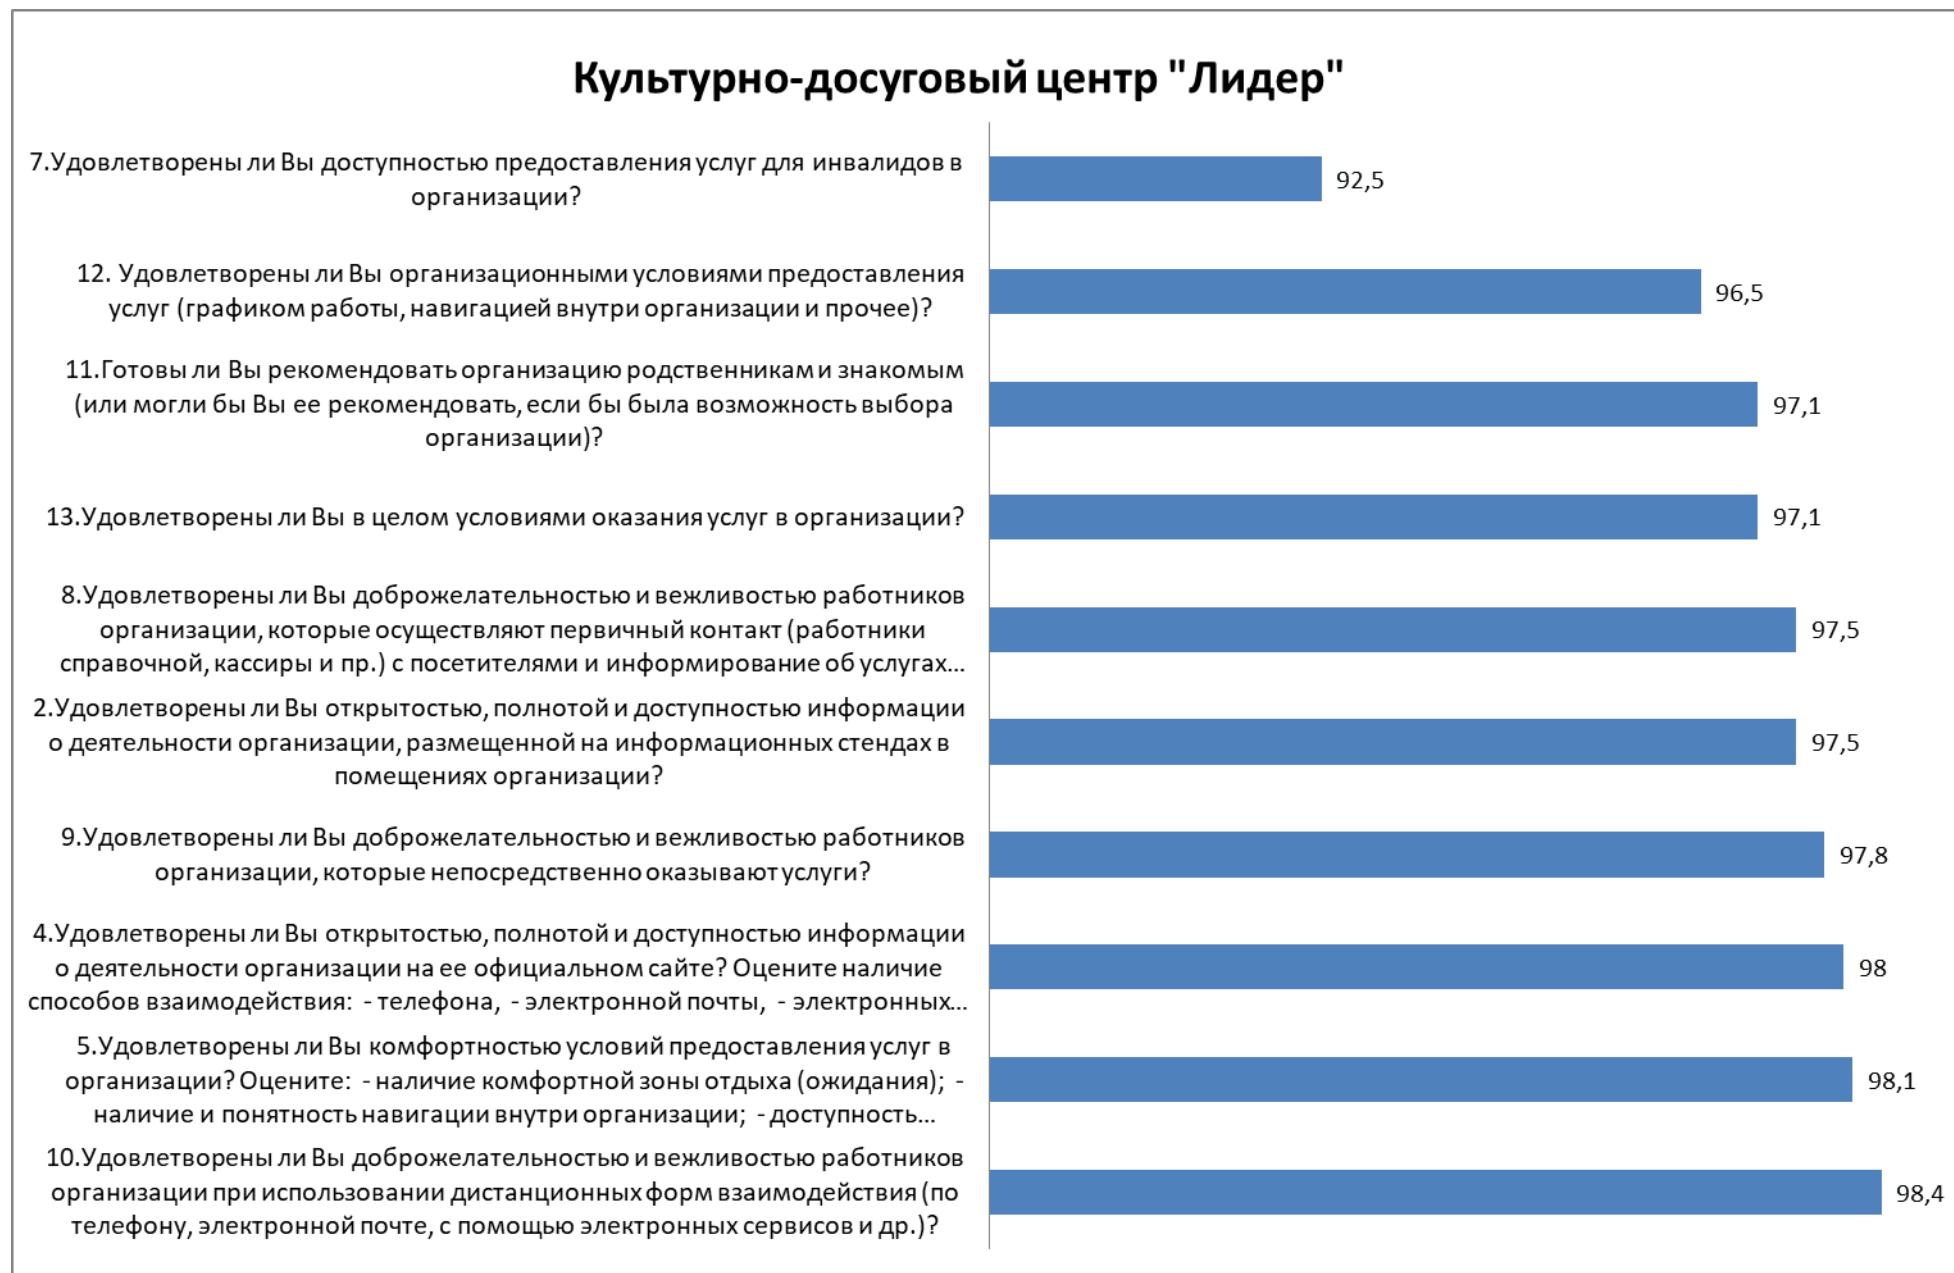 Культурно-досуговый центр "Лидер"
7.Удовлетворены ли Вы доступностью предоставления услуг для инвалидов в
организации?
92,5
12. Удовлетворены ли Вы организационными условиями предоставления
услуг (графиком работы, навигацией внутри организации и прочее)?
96,5
11.Готовы ли Вы рекомендовать организацию родственникам и знакомым
(или могли бы Вы ее рекомендовать, если бы была возможность выбора
организации)?
97,1
13.Удовлетворены ли Вы в целом условиями оказания услуг в организации?
97,1
8.Удовлетворены ли Вы доброжелательностью и вежливостью работников
организации, которые осуществляют первичный контакт (работники
справочной, кассиры и пр.) с посетителями и информирование об услугах...
97,5
2.Удовлетворены ли Вы открытостью, полнотой и доступностью информации
о деятельности организации, размещенной на информационных стендах в
помещениях организации?
97,5
9.Удовлетворены ли Вы доброжелательностью и вежливостью работников
организации, которые непосредственно оказывают услуги?
97,8
4.Удовлетворены ли Вы открытостью, полнотой и доступностью информации
о деятельности организации на ее официальном сайте? Оцените наличие
способов взаимодействия: - телефона, - электронной почты, - электронных...
98
5.Удовлетворены ли Вы комфортностью условий предоставления услуг в
организации? Оцените: - наличие комфортной зоны отдыха (ожидания); -
наличие и понятность навигации внутри организации; - доступность...
98,1
10.Удовлетворены ли Вы доброжелательностью и вежливостью работников
организации при использовании дистанционных форм взаимодействия (по
телефону, электронной почте, с помощью электронных сервисов и др.)?
98,4